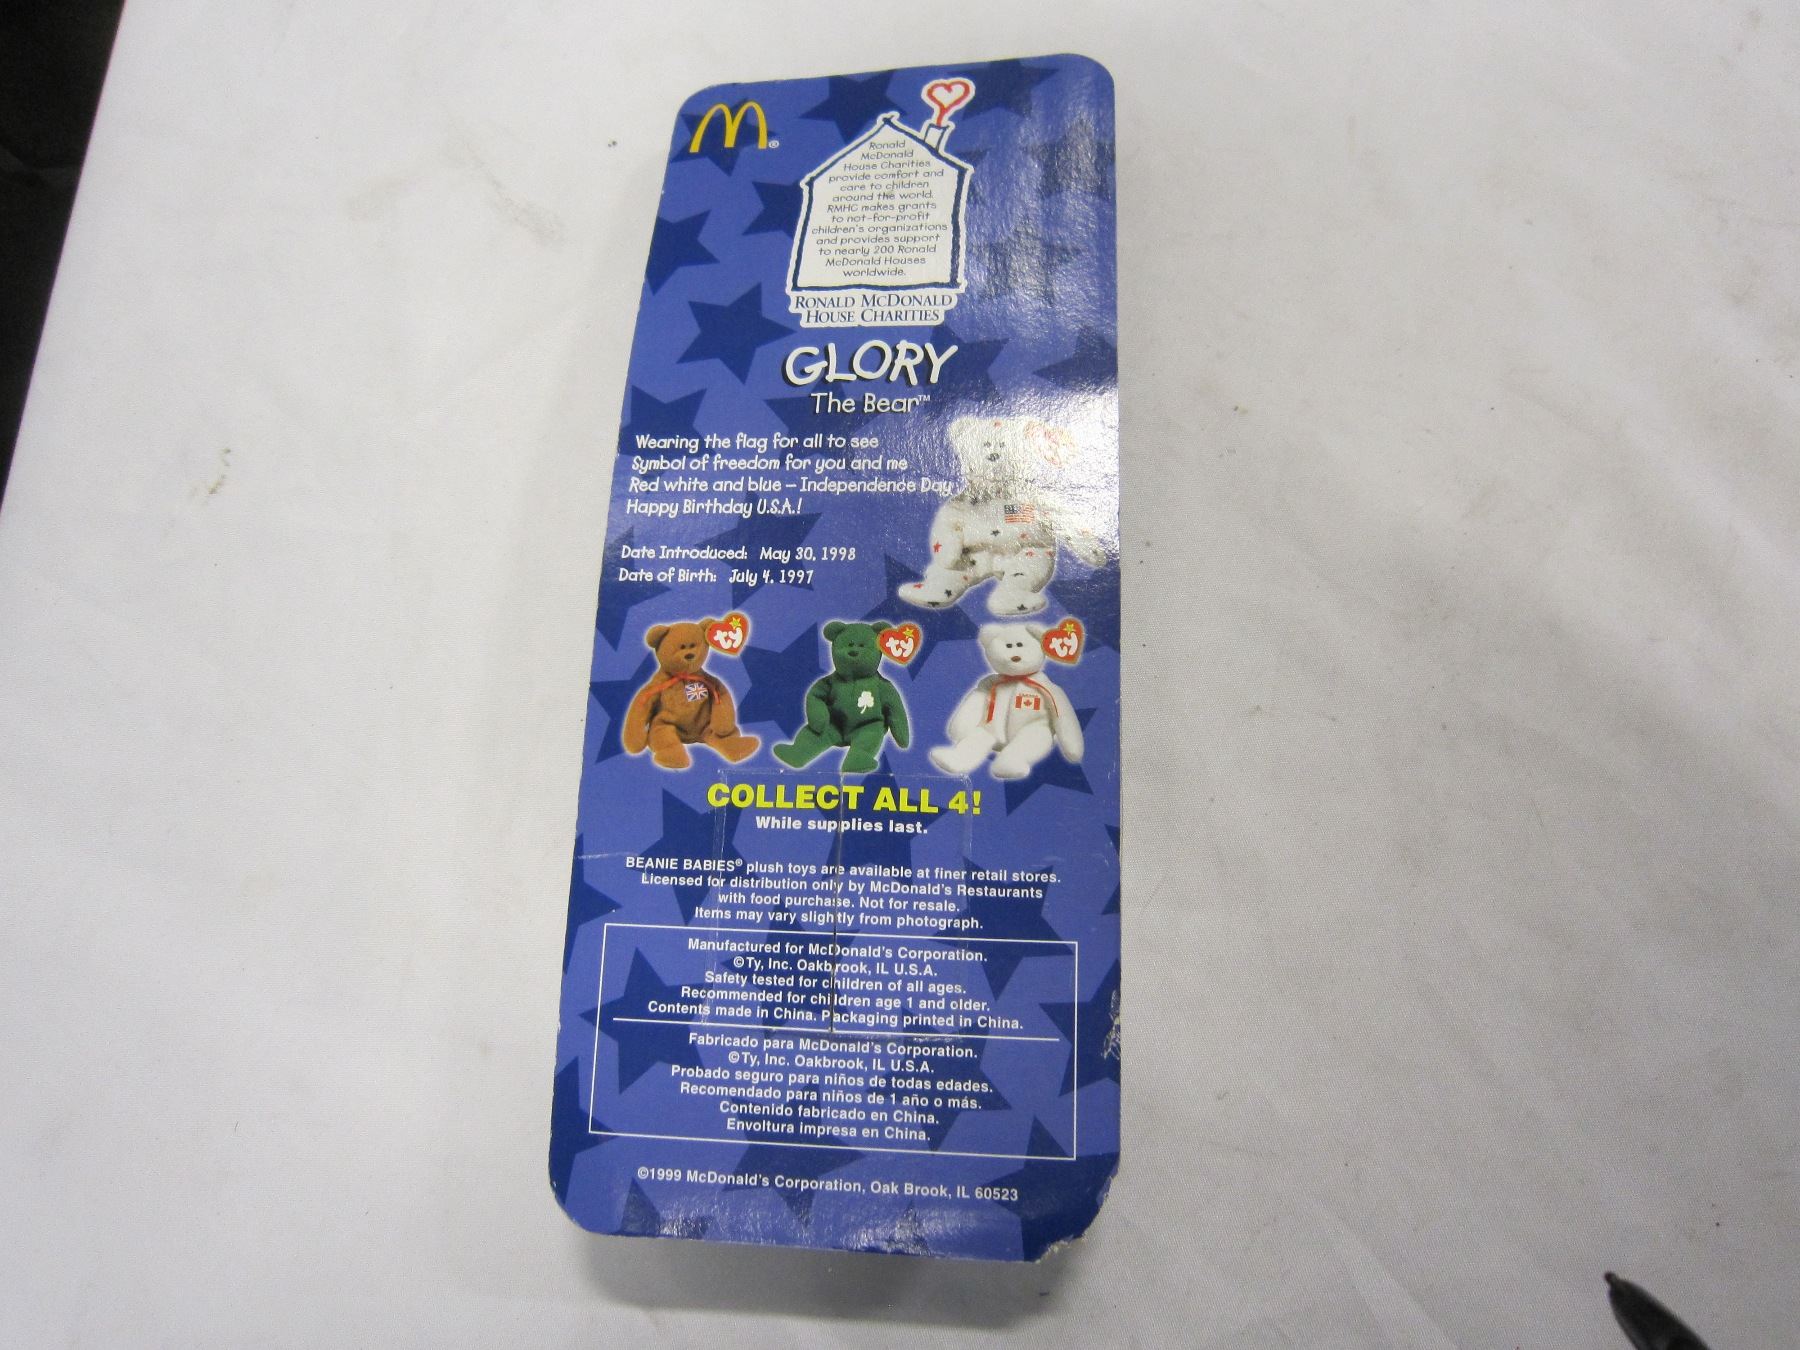 M®
Ronald
McDonald
House Charities
provide comfort and
care to children
around the world.
RMHC makes grants
to not-for-profit
children's organizations
and provides support
to nearly 200 Ronald
McDonald Houses
worldwide.
RONALD MCDONALD
HOUSE CHARITIES
GLORY
The Bear™
Wearing the flag for all to see
Symbol of freedom for you and me
Red white and blue – Independence Day
Happy Birthday U.S.A.!
Date Introduced: May 30, 1998
Date of Birth: July 4, 1997
ty
ty
ty
COLLECT ALL 4!
While supplies last.
BEANIE BABIES® plush toys are available at finer retail stores.
Licensed for distribution only by McDonald's Restaurants
with food purchase. Not for resale.
Items may vary slightly from photograph.
Manufactured for McDonald's Corporation.
©Ty, Inc. Oakbrook, IL U.S.A.
Safety tested for children of all ages.
Recommended for children age 1 and older.
Contents made in China. Packaging printed in China.
Fabricado para McDonald's Corporation.
©Ty, Inc. Oakbrook, IL U.S.A.
Probado seguro para niños de todas edades.
Recomendado para niños de 1 año o más.
Contenido fabricado en China.
Envoltura impresa en China.
©1999 McDonald's Corporation, Oak Brook, IL 60523